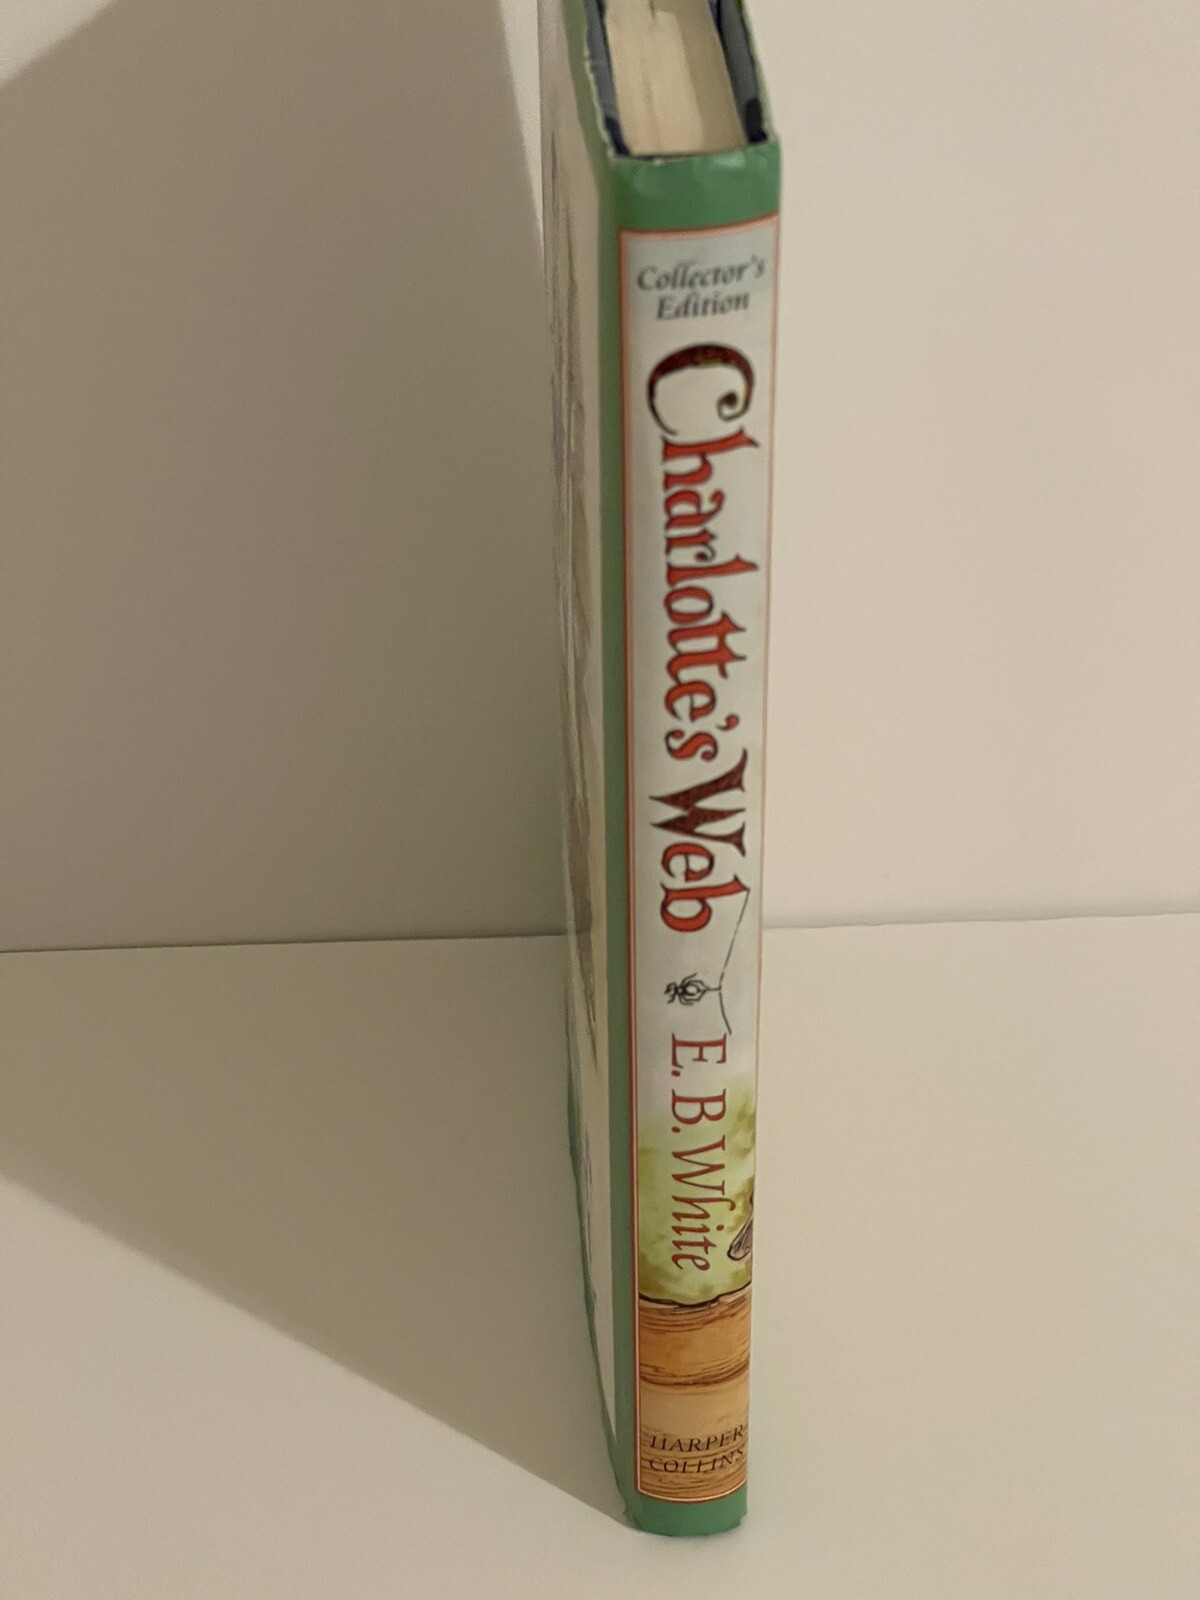 Collector's
Edition
Charlotte's Web
E. B. White
HARPER
COLLINS